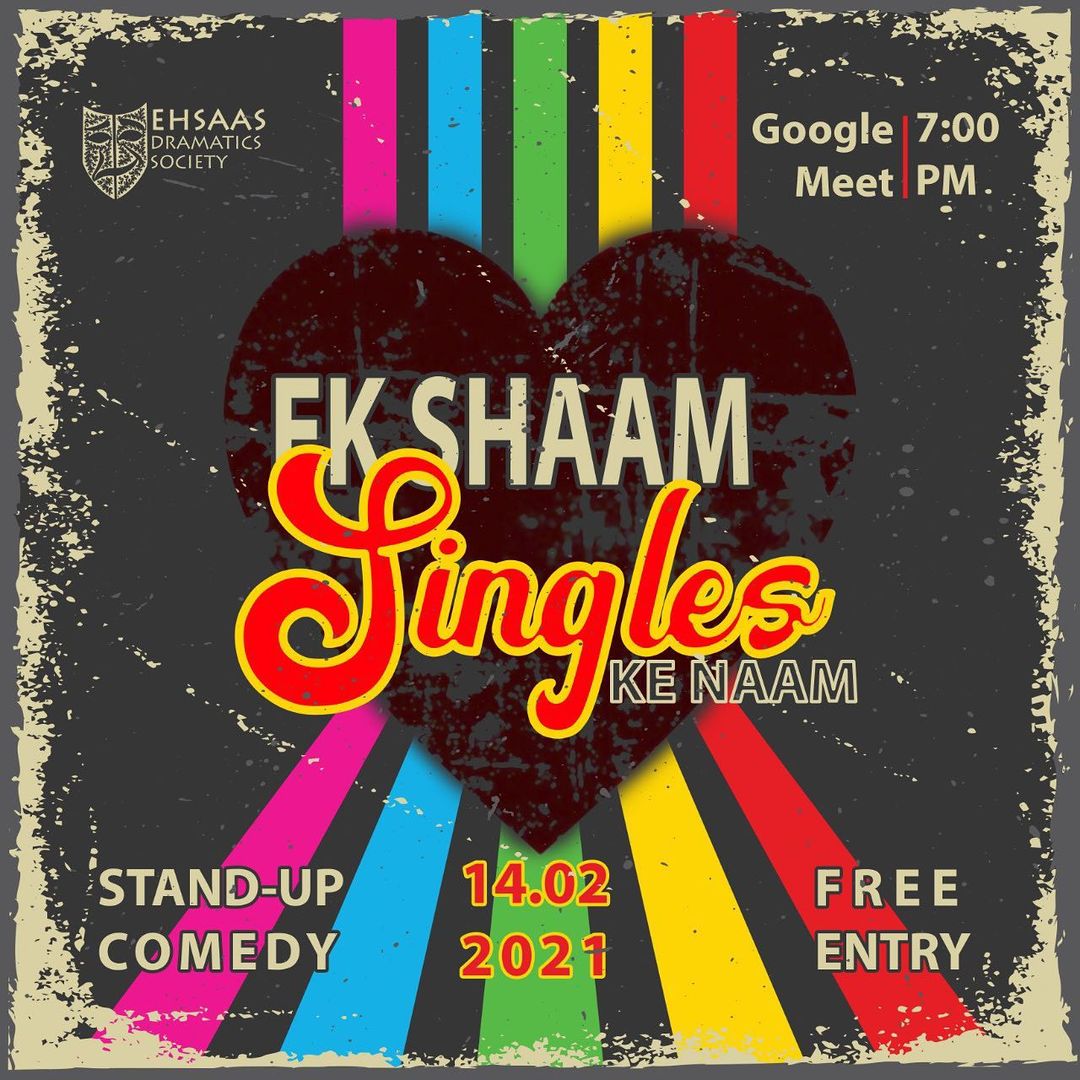 EHSAAS
DRAMATICS
SOCIETY
Google
Meet
7:00
PM.
EK SHAAM
Singles
KE NAAM
STAND-UP
COMEDY
14.02
2021
FREE
ENTRY